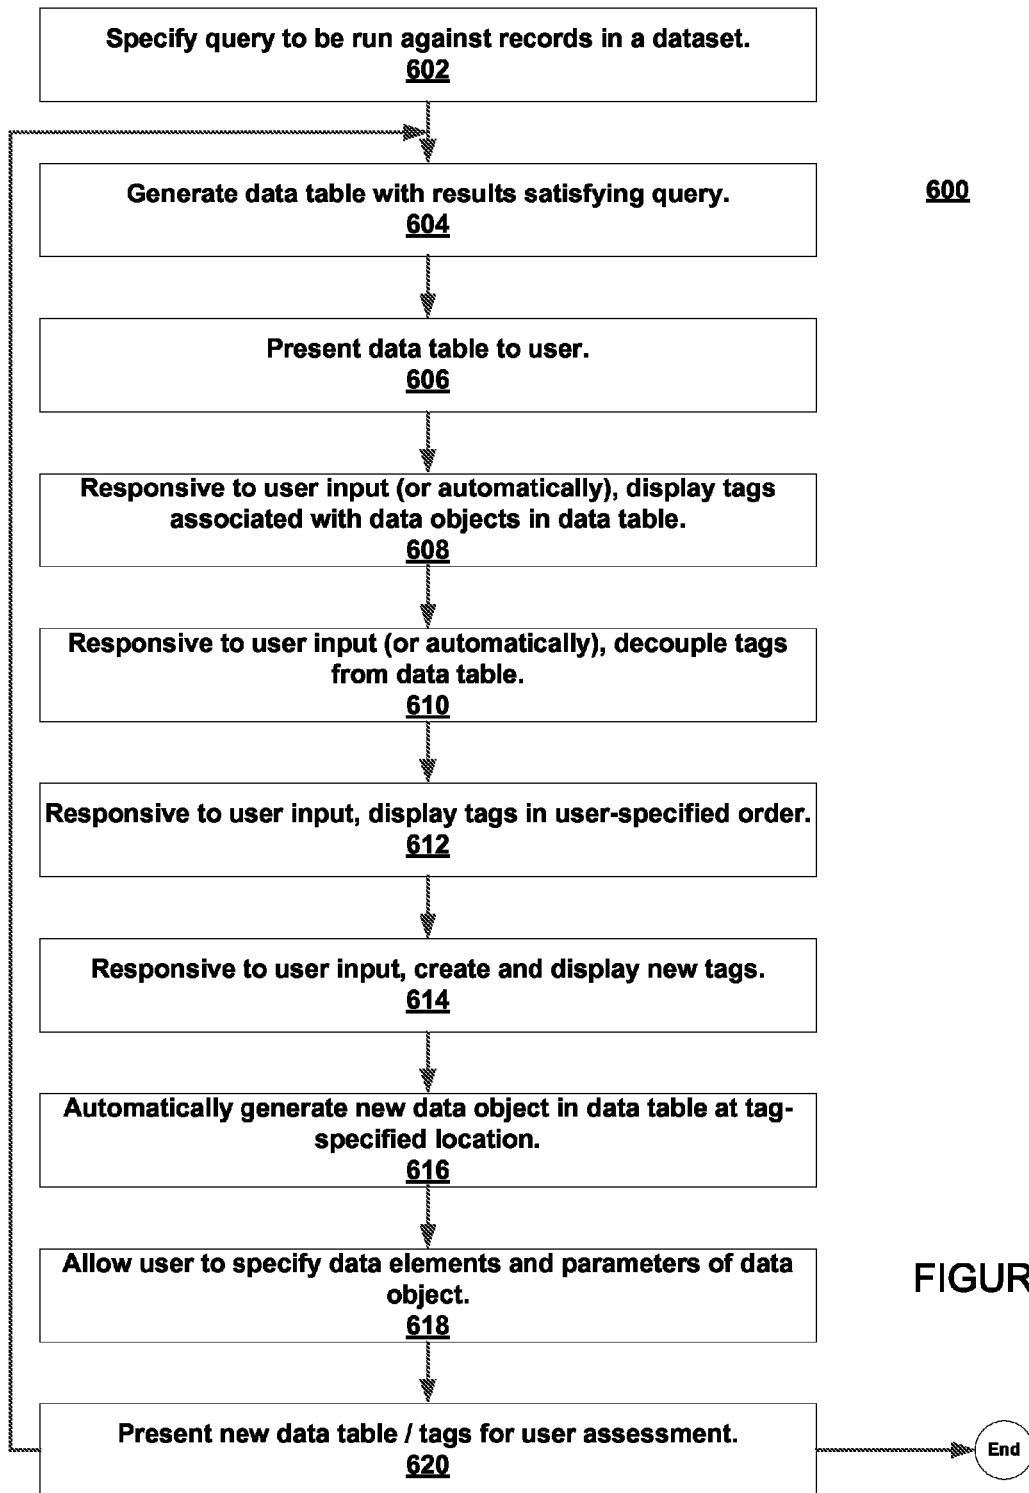 Specify query to be run against records in a dataset.
602
Generate data table with results satisfying query.
604
600
Present data table to user.
606
Responsive to user input (or automatically), display tags
associated with data objects in data table.
608
Responsive to user input (or automatically), decouple tags
from data table.
610
Responsive to user input, display tags in user-specified order.
612
Responsive to user input, create and display new tags.
614
Automatically generate new data object in data table at tag-
specified location.
616
Allow user to specify data elements and parameters of data
object.
618
FIGUR
Present new data table / tags for user assessment.
620
End